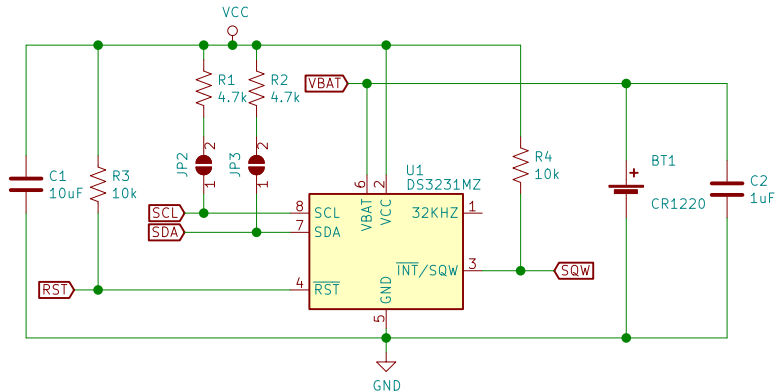 VCC
R1
4.7k
R2
4.7k
VBAT
JP2
2
1
JP3
2
1
C1
10uF
R3
10k
U1
DS3231MZ
6
2
VBAT
VCC
R4
10k
BT1
+
CR1220
C2
1uF
SCL
8
SCL
32KHZ
1
SDA
7
SDA
INT/SQW
3
SQW
RST
4
RST
GND
5
GND